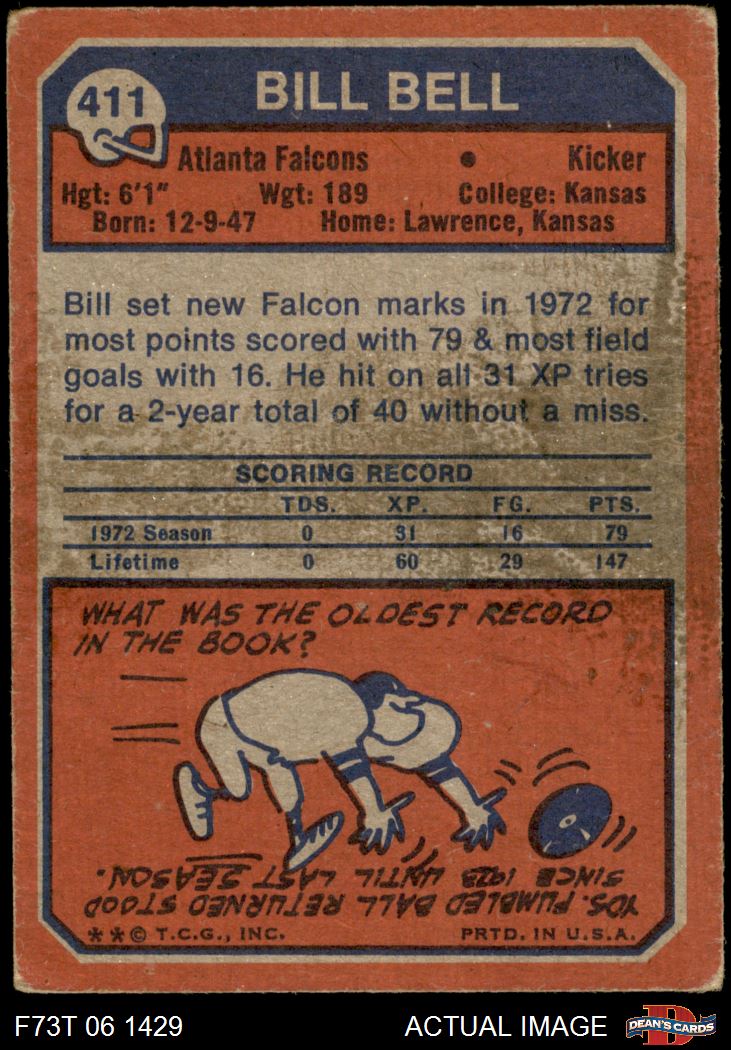 411
BILL BELL
Atlanta Falcons • Kicker
Hgt: 6'1" Wgt: 189 College: Kansas
Born: 12-9-47 Home: Lawrence, Kansas
Bill set new Falcon marks in 1972 for
most points scored with 79 & most field
goals with 16. He hit on all 31 XP tries
for a 2-year total of 40 without a miss.
SCORING RECORD
TDS. XP. FG. PTS.
1972 Season 0 31 16 79
Lifetime 0 60 29 147
WHAT WAS THE OLDEST RECORD
IN THE BOOK?
YDS. FUMBLED BALL RETURNED STOOD
SINCE 1923 UNTIL LAST SEASON.
**© T.C.G., INC. PRTD. IN U.S.A.
F73T 06 1429 ACTUAL IMAGE
D
DEAN'S CARDS